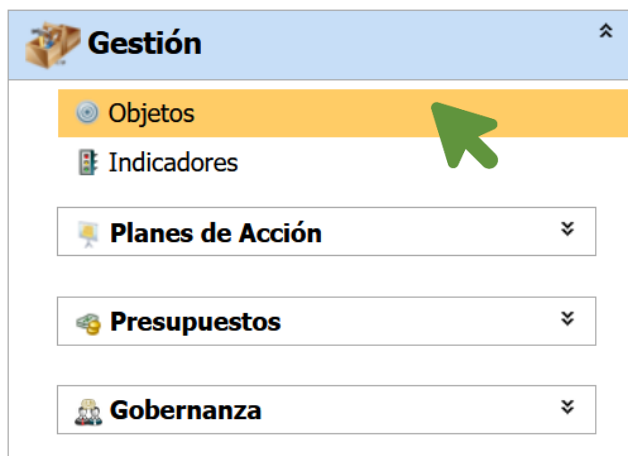 Gestión
Objetos
Indicadores
Planes de Acción
Presupuestos
Gobernanza